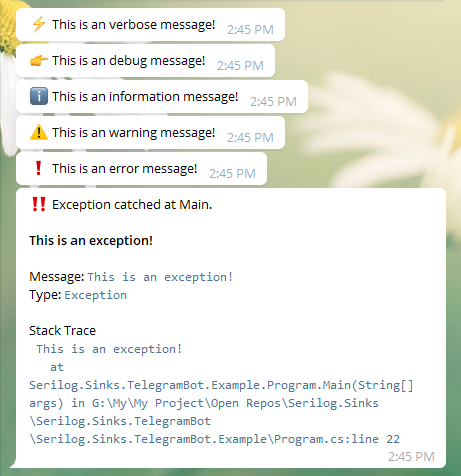 ⚡ This is an verbose message! 2:45 PM
👉 This is an debug message! 2:45 PM
ℹ️ This is an information message! 2:45 PM
⚠️ This is an warning message! 2:45 PM
❗ This is an error message! 2:45 PM
‼️ Exception catched at Main.
This is an exception!
Message: This is an exception!
Type: Exception
Stack Trace
This is an exception!
at
Serilog.Sinks.TelegramBot.Example.Program.Main(String[]
args) in G:\My\My Project\Open Repos\Serilog.Sinks
\Serilog.Sinks.TelegramBot
\Serilog.Sinks.TelegramBot.Example\Program.cs:line 22
2:45 PM